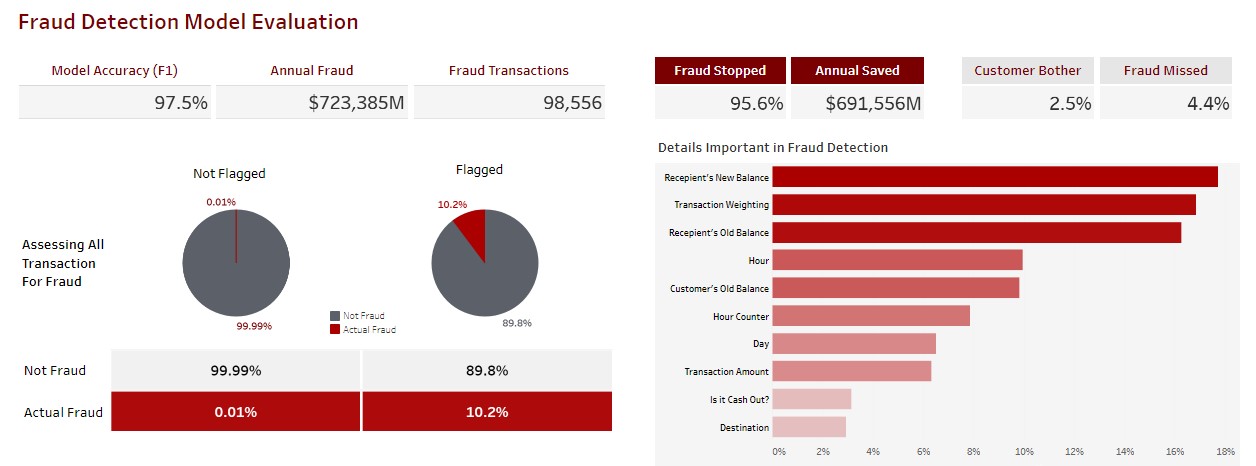 Fraud Detection Model Evaluation
Model Accuracy (F1)
Annual Fraud
Fraud Transactions
97.5%
$723,385M
98,556
Fraud Stopped
Annual Saved
Customer Bother
Fraud Missed
95.6%
$691,556M
2.5%
4.4%
Assessing All
Transaction
For Fraud
Not Flagged
0.01%
99.99%
Flagged
10.2%
89.8%
Not Fraud
Actual Fraud
Not Fraud
99.99%
89.8%
Actual Fraud
0.01%
10.2%
Details Important in Fraud Detection
Recepient's New Balance
Transaction Weighting
Recepient's Old Balance
Hour
Customer's Old Balance
Hour Counter
Day
Transaction Amount
Is it Cash Out?
Destination
0% 2% 4% 6% 8% 10% 12% 14% 16% 18%